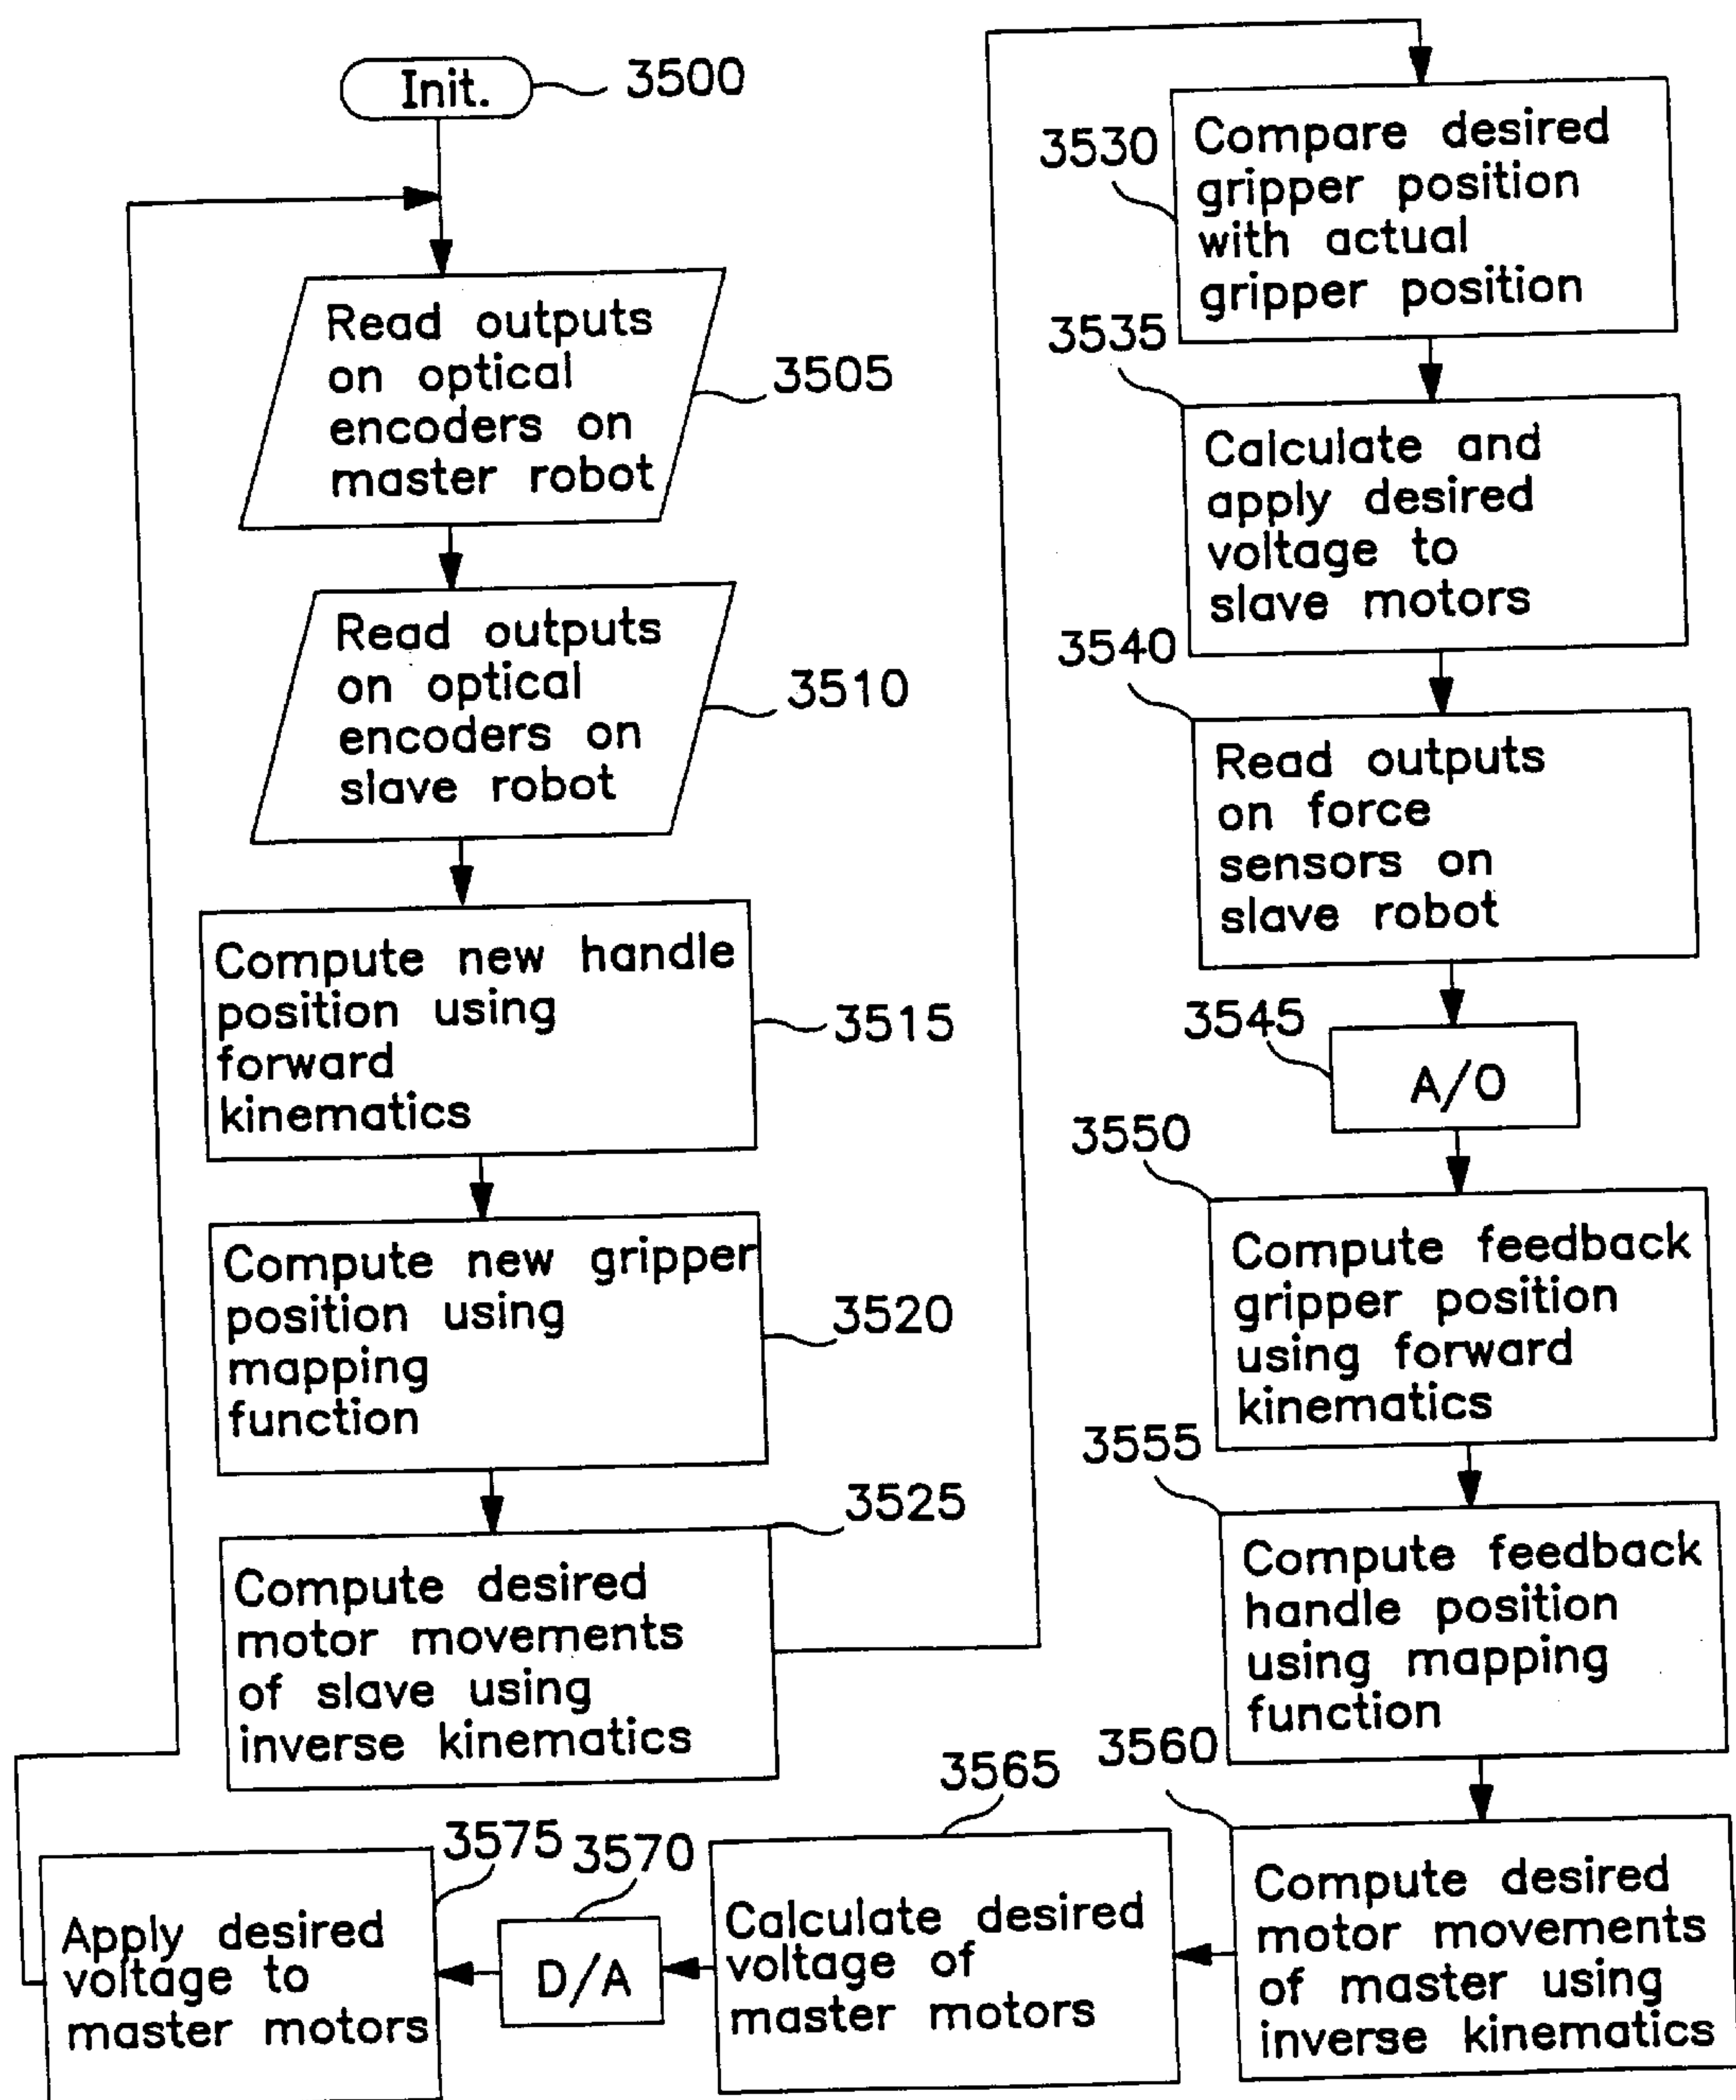 Init.
3500
Read outputs
on optical
encoders on
master robot
3505
Read outputs
on optical
encoders on
slave robot
3510
Compute new handle
position using
forward
kinematics
3515
Compute new gripper
position using
mapping
function
3520
3525
Compute desired
motor movements
of slave using
inverse kinematics
3530
Compare desired
gripper position
with actual
gripper position
3535
Calculate and
apply desired
voltage to
slave motors
3540
Read outputs
on force
sensors on
slave robot
3545
A/O
3550
Compute feedback
gripper position
using forward
kinematics
3555
Compute feedback
handle position
using mapping
function
3560
Compute desired
motor movements
of master using
inverse kinematics
3565
Calculate desired
voltage of
master motors
3570
D/A
3575
Apply desired
voltage to
master motors